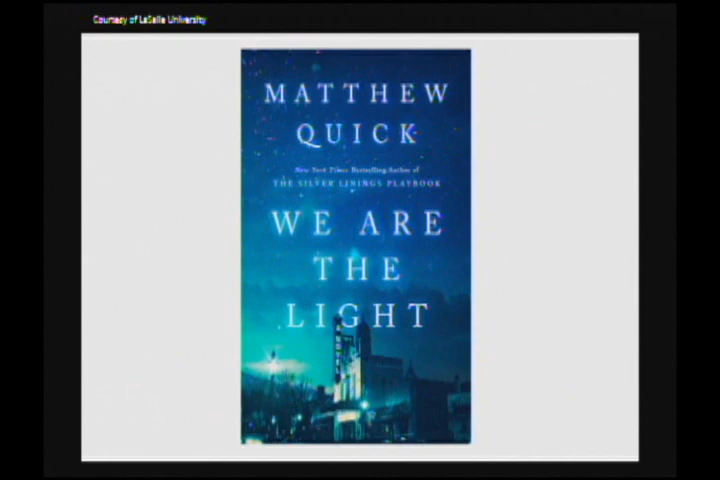 Courtesy of LaSalle University
MATTHEW
QUICK
New York Times Bestselling Author of
THE SILVER LININGS PLAYBOOK
WE ARE
THE
LIGHT
A NOVEL